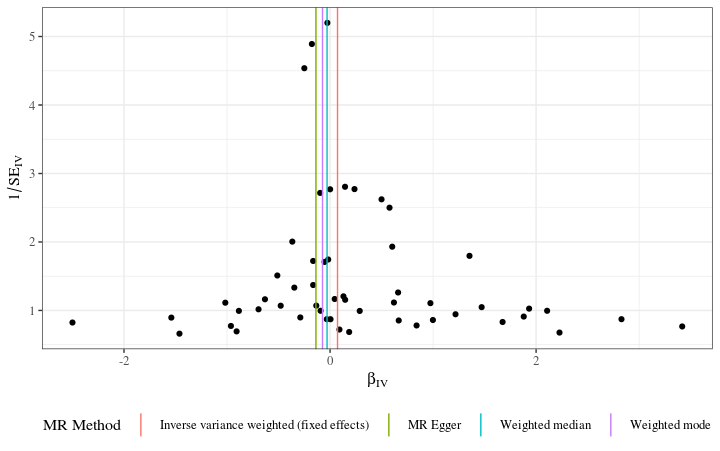 5
4
3
2
1
1/SE_IV
-2 0 2
β_IV
MR Method Inverse variance weighted (fixed effects) MR Egger Weighted median Weighted mode